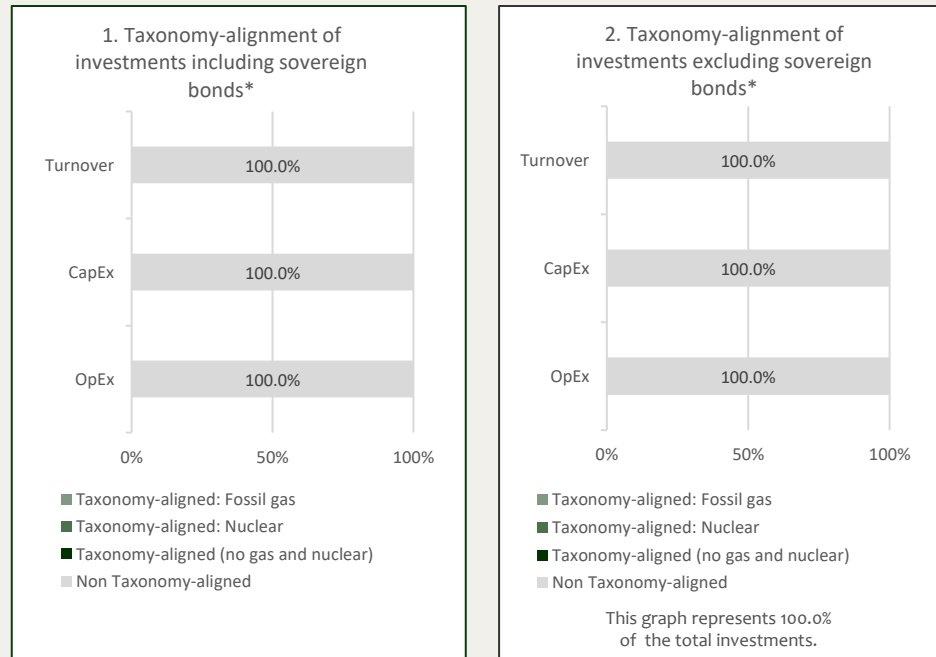 1. Taxonomy-alignment of
investments including sovereign
bonds*
Turnover
100.0%
CapEx
100.0%
OpEx
100.0%
0% 50% 100%
Taxonomy-aligned: Fossil gas
Taxonomy-aligned: Nuclear
Taxonomy-aligned (no gas and nuclear)
Non Taxonomy-aligned
2. Taxonomy-alignment of
investments excluding sovereign
bonds*
Turnover
100.0%
CapEx
100.0%
OpEx
100.0%
0% 50% 100%
Taxonomy-aligned: Fossil gas
Taxonomy-aligned: Nuclear
Taxonomy-aligned (no gas and nuclear)
Non Taxonomy-aligned
This graph represents 100.0%
of the total investments.